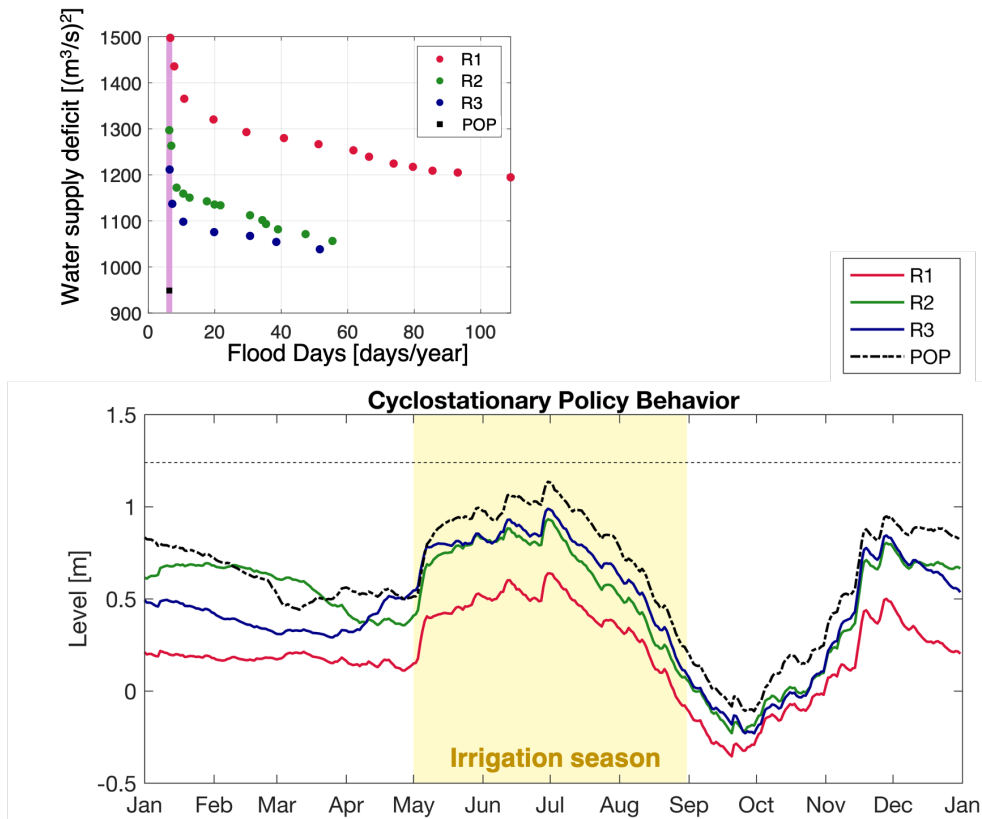 Water supply deficit [(m³/s)²]
1500
1400
1300
1200
1100
1000
900
0 20 40 60 80 100
Flood Days [days/year]
R1
R2
R3
POP
R1
R2
R3
POP
Cyclostationary Policy Behavior
Level [m]
1.5
1
0.5
0
-0.5
Irrigation season
Jan Feb Mar Apr May Jun Jul Aug Sep Oct Nov Dec Jan